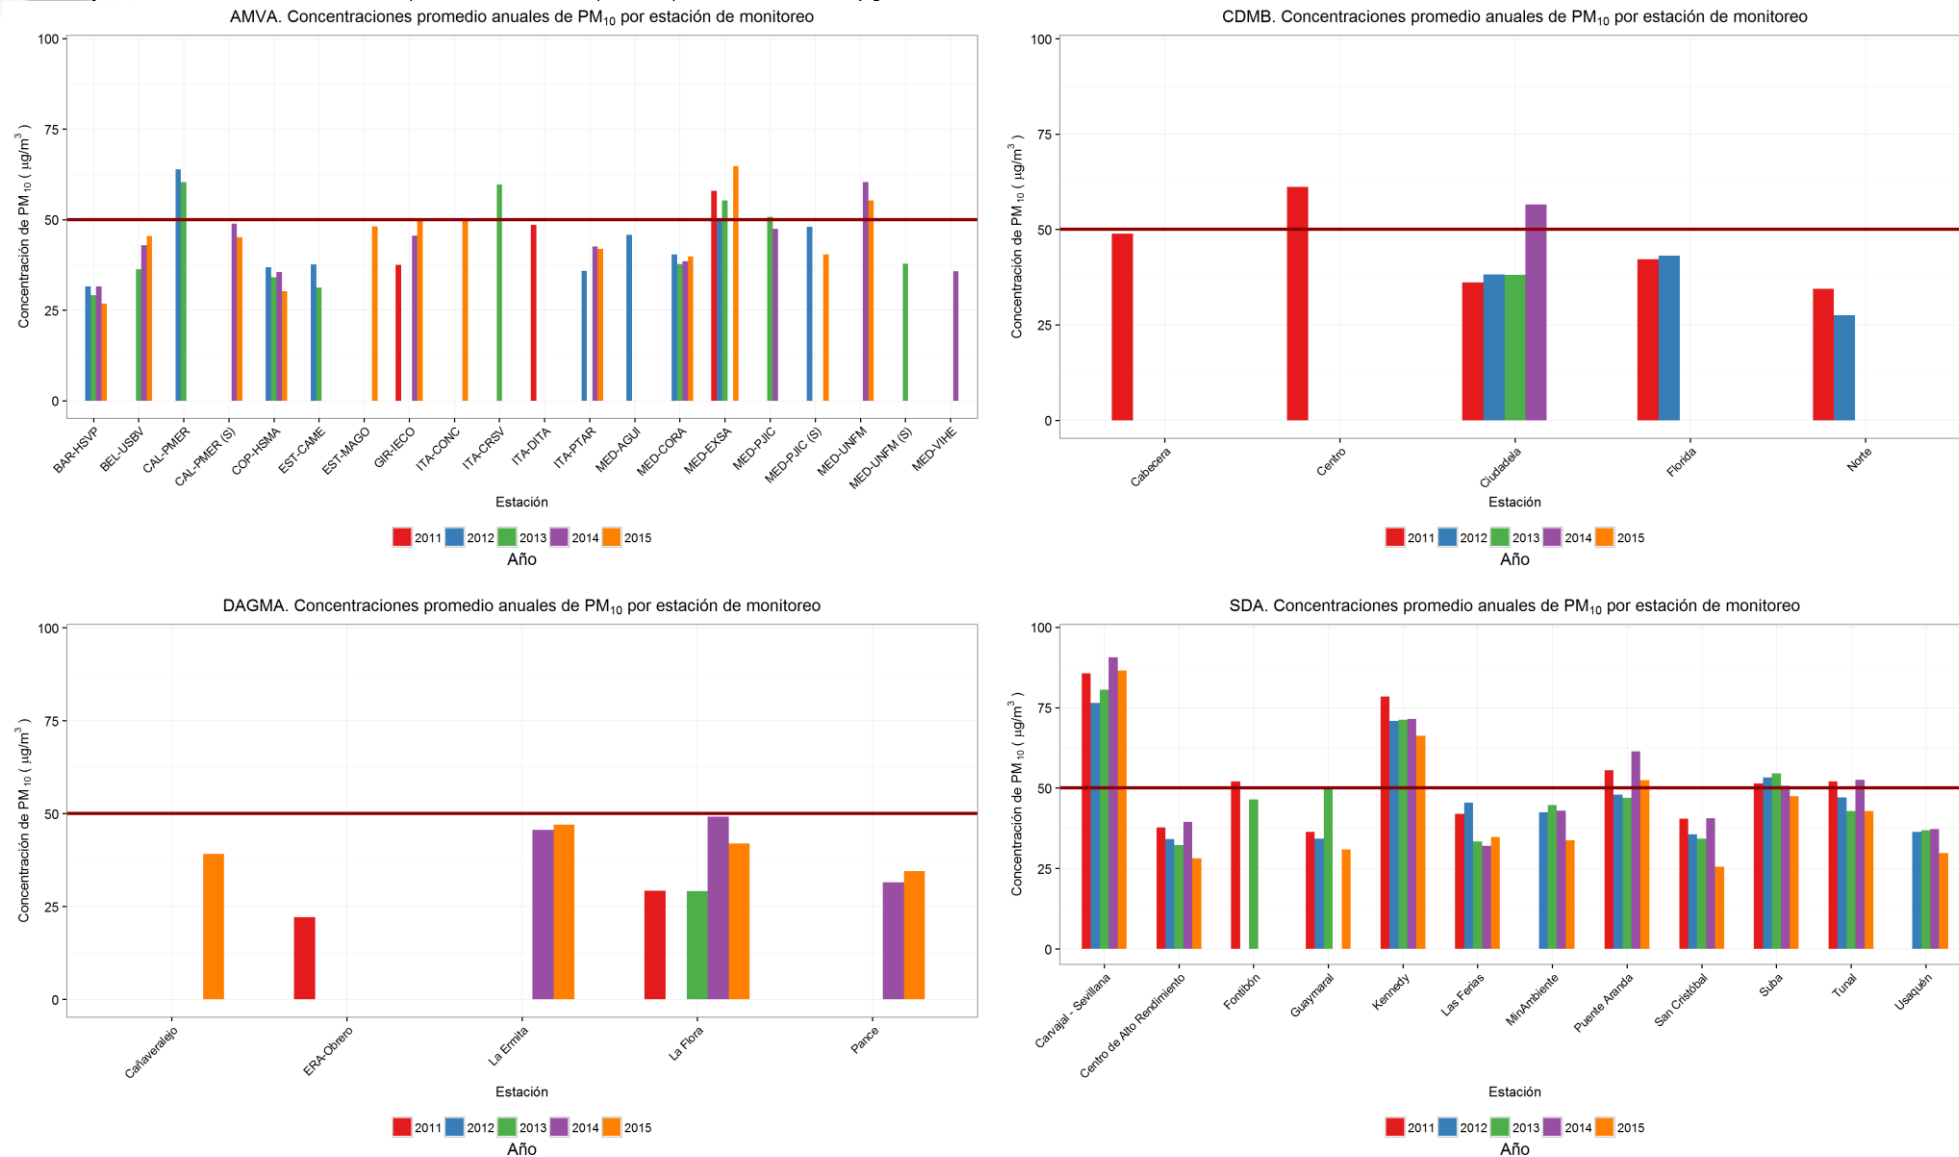 AMVA. Concentraciones promedio anuales de PM₁₀ por estación de monitoreo
Concentración de PM ₁₀ ( µg/m³ )
100
75
50
25
0
BAR-HSVP
BEL-USBV
CAL-PMER
CAL-PMER (S)
COP-HSMA
EST-CAME
EST-MAGO
GIR-IECO
ITA-CONC
ITA-CRSV
ITA-DITA
ITA-PTAR
MED-AGUI
MED-CORA
MED-EXSA
MED-PJIC
MED-PJIC (S)
MED-UNFM
MED-UNFM (S)
MED-VIHE
Estación
2011 2012 2013 2014 2015
Año
CDMB. Concentraciones promedio anuales de PM₁₀ por estación de monitoreo
Concentración de PM ₁₀ ( µg/m³ )
100
75
50
25
0
Cabecera
Centro
Ciudadela
Florida
Norte
Estación
2011 2012 2013 2014 2015
Año
DAGMA. Concentraciones promedio anuales de PM₁₀ por estación de monitoreo
Concentración de PM ₁₀ ( µg/m³ )
100
75
50
25
0
Cañaveralejo
ERA-Obrero
La Ermita
La Flora
Pance
Estación
2011 2012 2013 2014 2015
Año
SDA. Concentraciones promedio anuales de PM₁₀ por estación de monitoreo
Concentración de PM ₁₀ ( µg/m³ )
100
75
50
25
0
Carvajal - Sevillana
Centro de Alto Rendimiento
Fontibón
Guaymaral
Kennedy
Las Ferias
MinAmbiente
Puente Aranda
San Cristóbal
Suba
Tunal
Usaquén
Estación
2011 2012 2013 2014 2015
Año